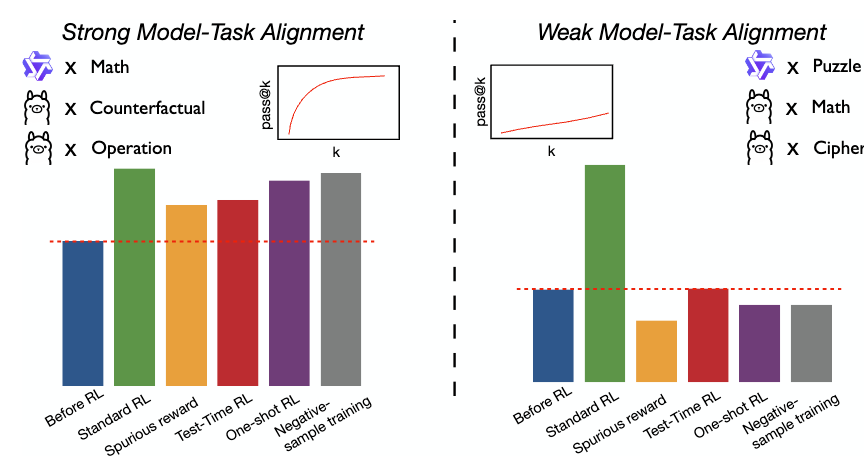 Strong Model-Task Alignment
x Math
x Counterfactual
x Operation
pass@k
k
Before RL
Standard RL
Spurious reward
Test-Time RL
One-shot RL
Negative-
sample training
Weak Model-Task Alignment
x Puzzle
x Math
x Cipher
pass@k
k
Before RL
Standard RL
Spurious reward
Test-Time RL
One-shot RL
Negative-
sample training